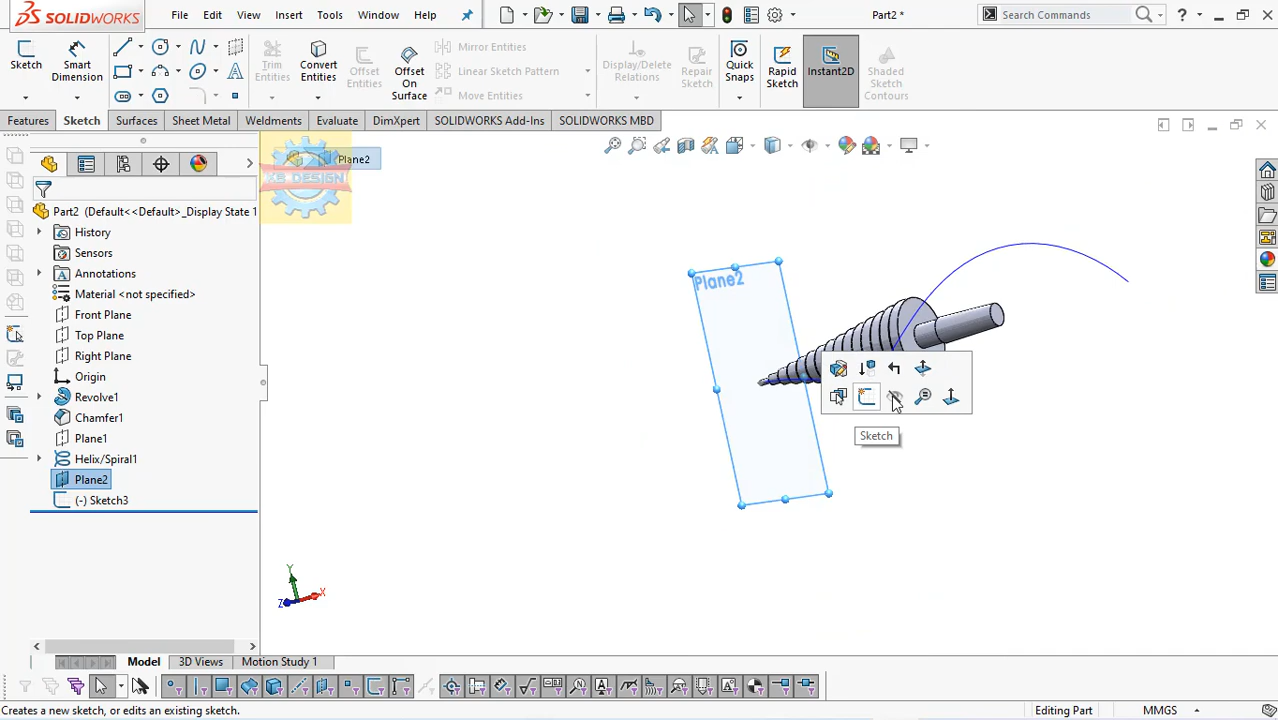 SOLIDWORKS
File
Edit
View
Insert
Tools
Window
Help
Part2 *
Search Commands
?
Sketch
Smart
Dimension
Trim
Entities
Convert
Entities
Offset
Entities
Offset
On
Surface
Mirror Entities
Linear Sketch Pattern
Move Entities
Display/Delete
Relations
Repair
Sketch
Quick
Snaps
Rapid
Sketch
Instant2D
Shaded
Sketch
Contours
Features
Sketch
Surfaces
Sheet Metal
Weldments
Evaluate
DimXpert
SOLIDWORKS Add-Ins
SOLIDWORKS MBD
Plane2
KS DESIGN
Part2 (Default<<Default>_Display State 1
History
Sensors
Annotations
Material <not specified>
Front Plane
Top Plane
Right Plane
Origin
Revolve1
Chamfer1
Plane1
Helix/Spiral1
Plane2
(-) Sketch3
Plane2
Sketch
Y
X
Z
Model
3D Views
Motion Study 1
Creates a new sketch, or edits an existing sketch.
Editing Part
MMGS